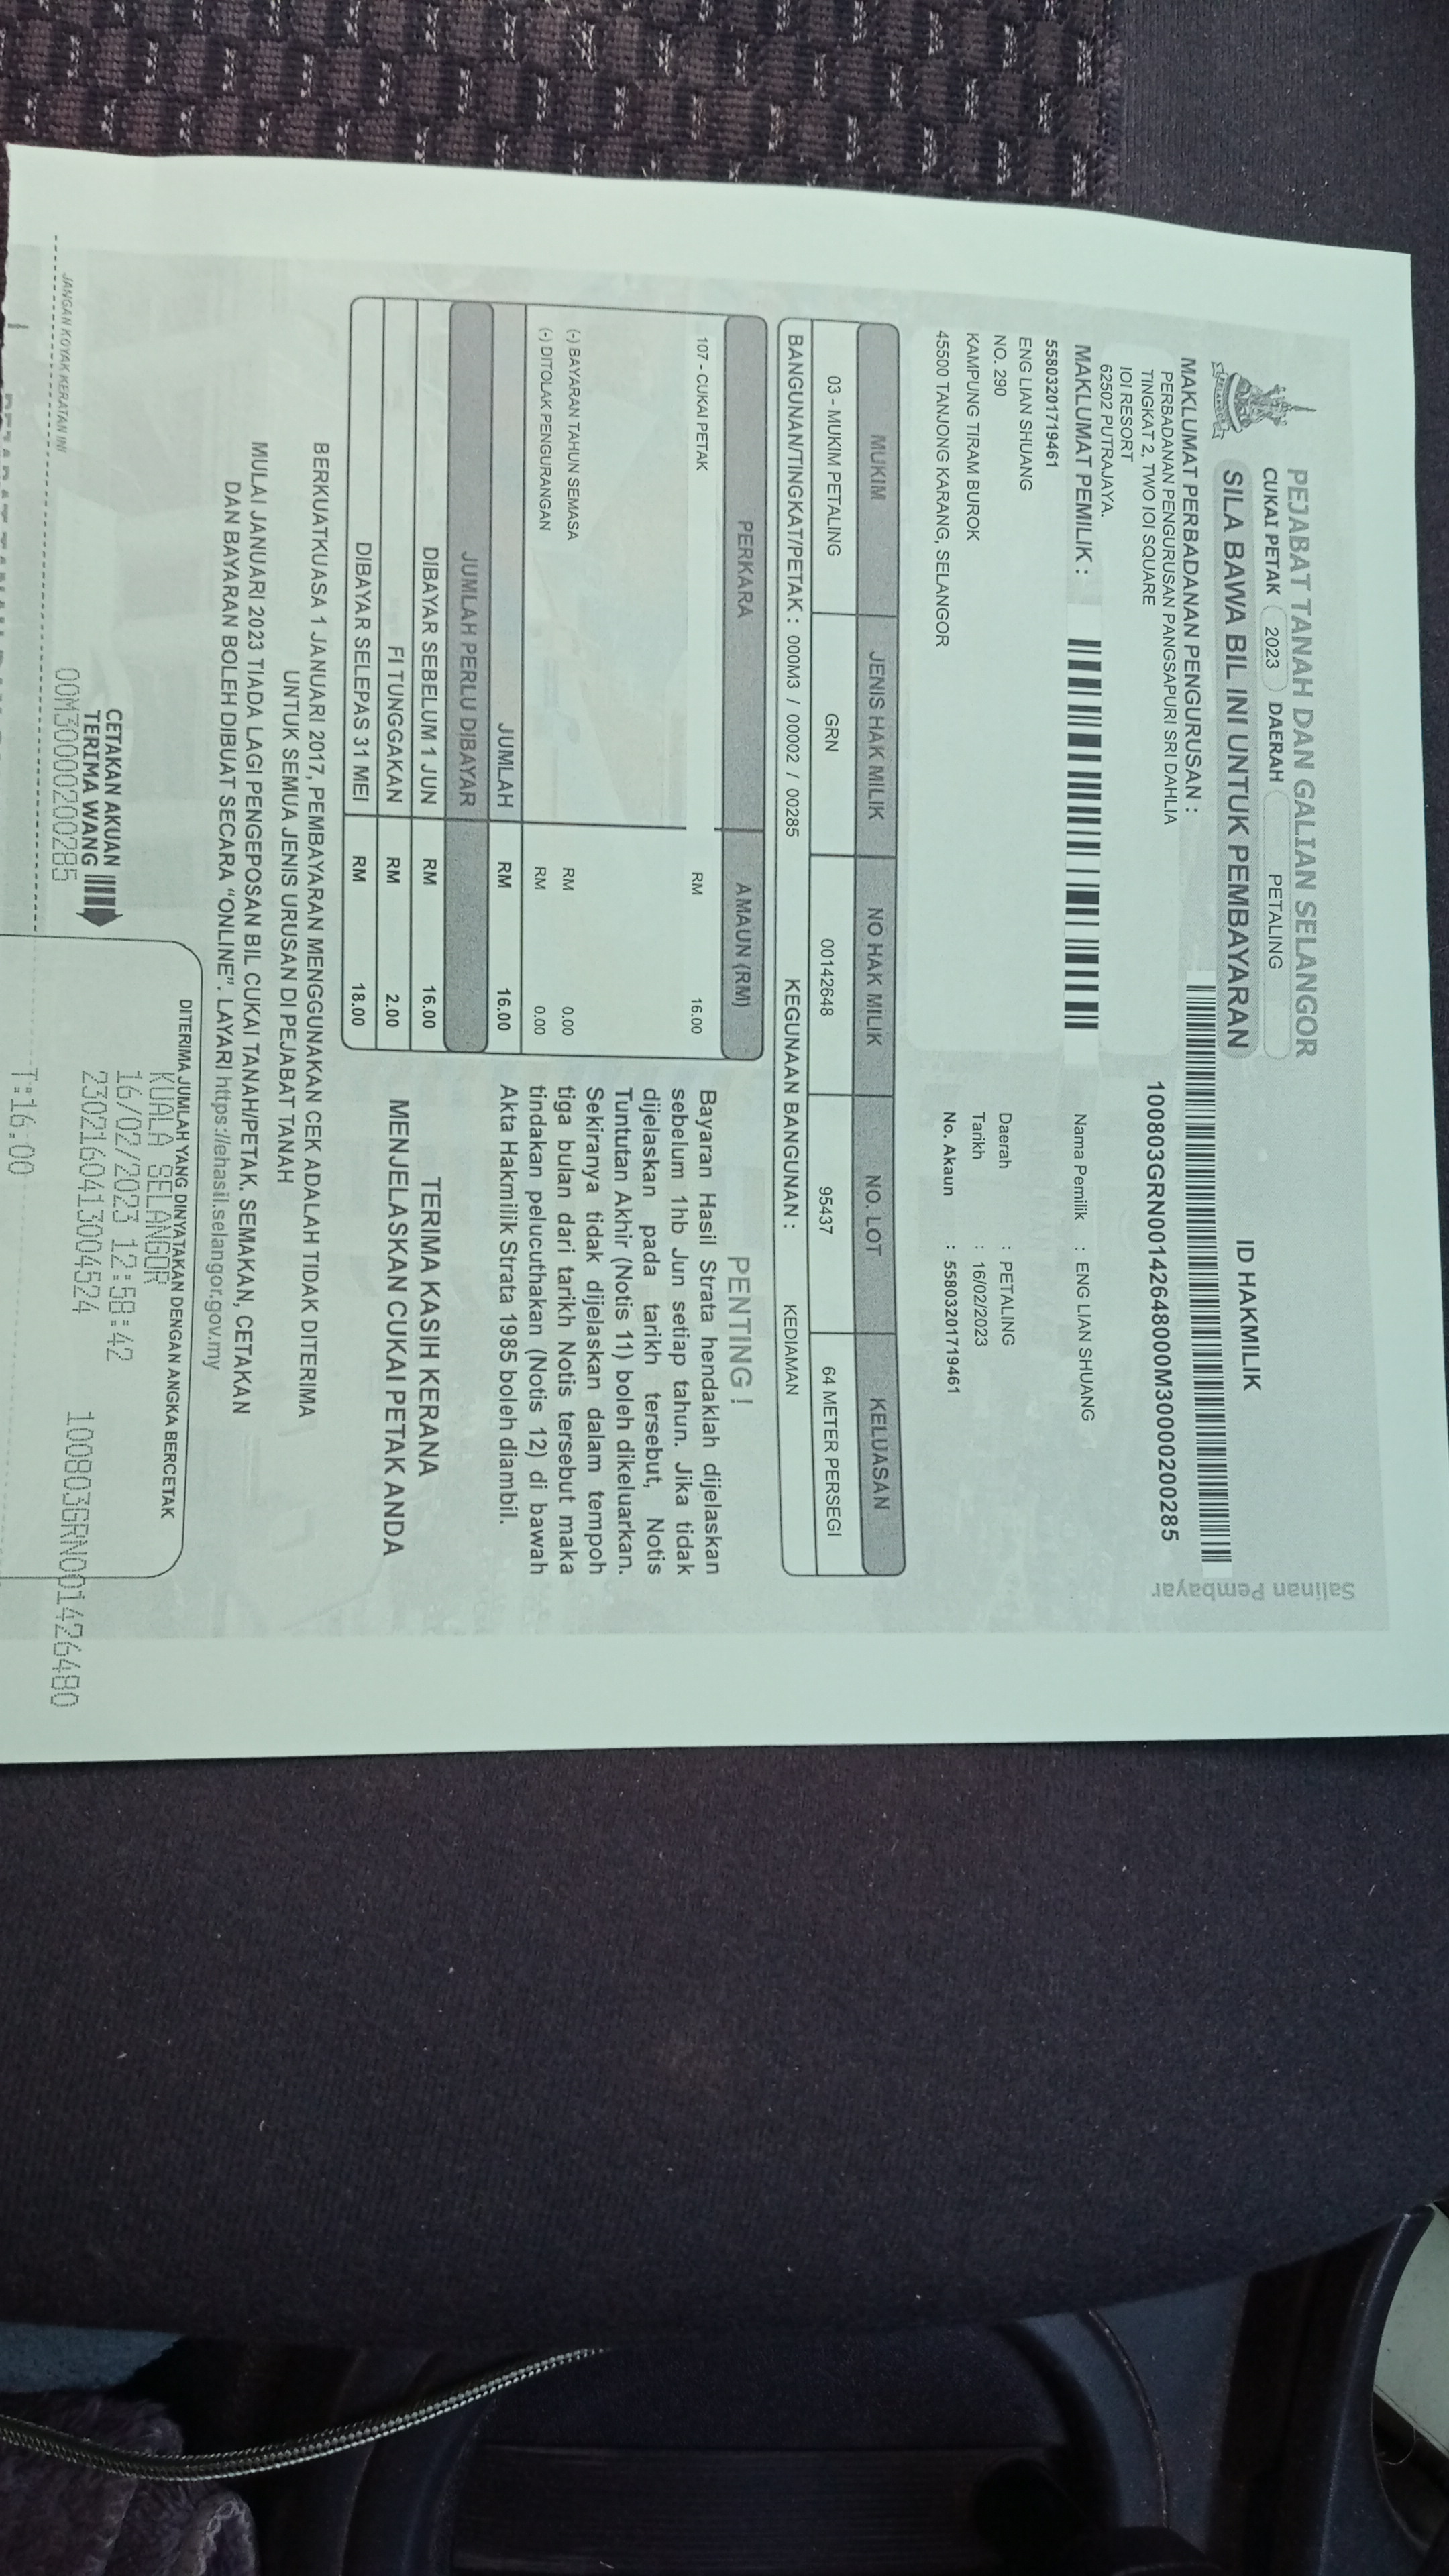 Salinan Pembayar
PEJABAT TANAH DAN GALIAN SELANGOR
CUKAI PETAK 2023 DAERAH PETALING
SILA BAWA BIL INI UNTUK PEMBAYARAN
ID HAKMILIK
100803GRN00142648000M30000200285
MAKLUMAT PERBADANAN PENGURUSAN :
PERBADANAN PENGURUSAN PANGSAPURI SRI DAHLIA
TINGKAT 2, TWO IOI SQUARE
IOI RESORT
62502 PUTRAJAYA.
MAKLUMAT PEMILIK :
5580320171946​1
ENG LIAN SHUANG
NO. 290
KAMPUNG TIRAM BUROK
45500 TANJONG KARANG, SELANGOR
Nama Pemilik : ENG LIAN SHUANG
Daerah : PETALING
Tarikh : 16/02/2023
No. Akaun : 55803201719461
MUKIM JENIS HAK MILIK NO HAK MILIK NO. LOT KELUASAN
03 - MUKIM PETALING GRN 00142648 95437 64 METER PERSEGI
BANGUNAN/TINGKAT/PETAK : 000M3 / 00002 / 00285 KEGUNAAN BANGUNAN : KEDIAMAN
PERKARA AMAUN (RM)
107 - CUKAI PETAK RM 16.00
(-) BAYARAN TAHUN SEMASA RM 0.00
(-) DITOLAK PENGURANGAN RM 0.00
JUMLAH RM 16.00
JUMLAH PERLU DIBAYAR
DIBAYAR SEBELUM 1 JUN RM 16.00
FI TUNGGAKAN RM 2.00
DIBAYAR SELEPAS 31 MEI RM 18.00
PENTING !
Bayaran Hasil Strata hendaklah dijelaskan
sebelum 1hb Jun setiap tahun. Jika tidak
dijelaskan pada tarikh tersebut, Notis
Tuntutan Akhir (Notis 11) boleh dikeluarkan.
Sekiranya tidak dijelaskan dalam tempoh
tiga bulan dari tarikh Notis tersebut maka
tindakan pelucuthakan (Notis 12) di bawah
Akta Hakmilik Strata 1985 boleh diambil.
TERIMA KASIH KERANA
MENJELASKAN CUKAI PETAK ANDA
BERKUATKUASA 1 JANUARI 2017, PEMBAYARAN MENGGUNAKAN CEK ADALAH TIDAK DITERIMA
UNTUK SEMUA JENIS URUSAN DI PEJABAT TANAH
MULAI JANUARI 2023 TIADA LAGI PENGEPOSAN BIL CUKAI TANAH/PETAK. SEMAKAN, CETAKAN
DAN BAYARAN BOLEH DIBUAT SECARA "ONLINE". LAYARI https://ehasil.selangor.gov.my
DITERIMA JUMLAH YANG DINYATAKAN DENGAN ANGKA BERCETAK
CETAKAN AKUAN
TERIMA WANG
KUALA SELANGOR
16/02/2023 12:58:42
2302160413004524 100803GRN001426480
00M30000200285
JANGAN KOYAK KERATAN INI
T:16.00